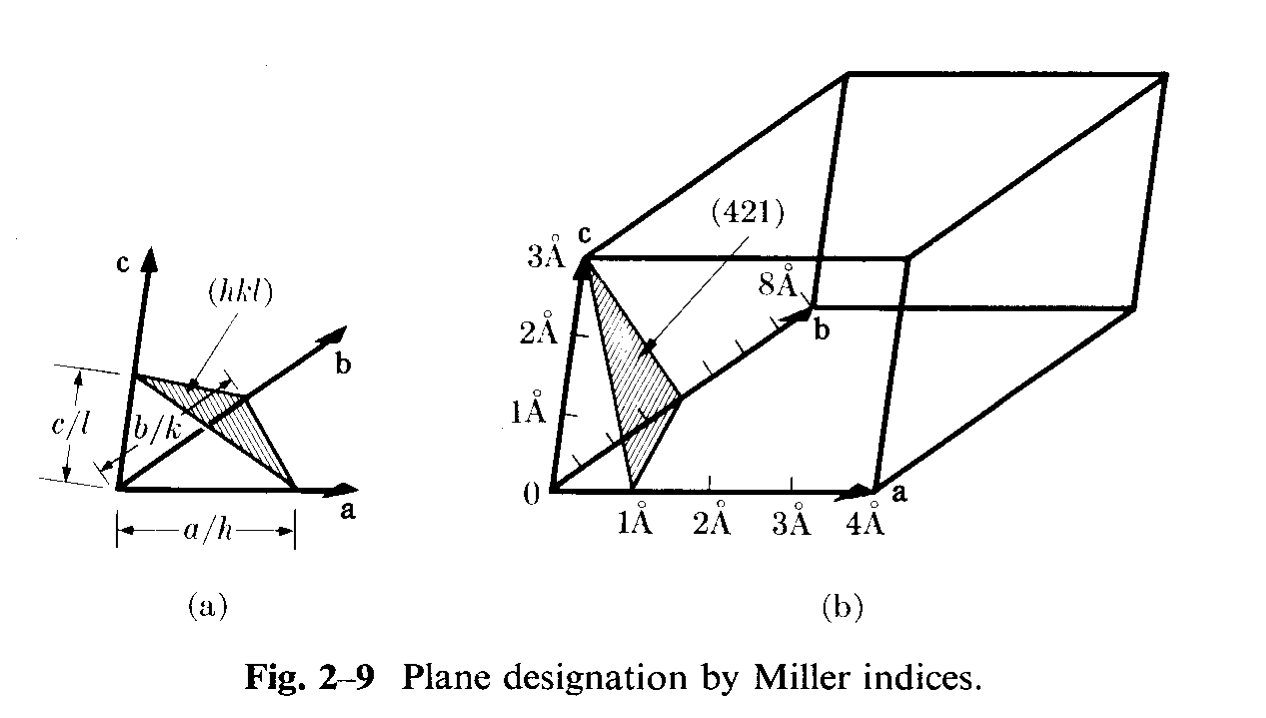 (421)
c
3Å
c
8Å
(hkl)
2Å
b
b
1Å
c/l
b/k
0
a
a
1Å 2Å 3Å 4Å
a/h
(a)
(b)
Fig. 2–9 Plane designation by Miller indices.